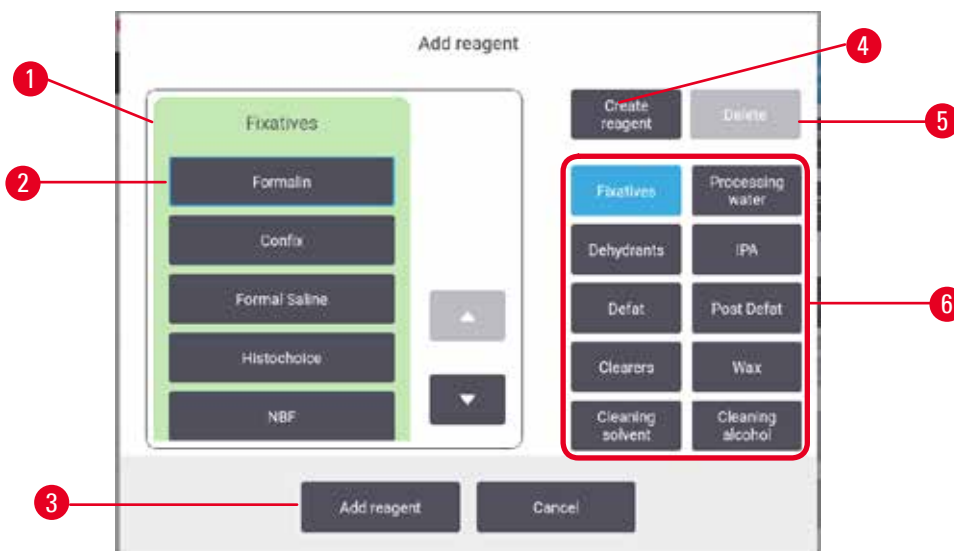 Add reagent
4
1
Fixatives
Create
reagent
Delete
5
2
Formalin
Fixatives
Processing
water
Confix
Dehydrants
IPA
Formal Saline
Defat
Post Defat
6
Histochoice
Clearers
Wax
NBF
Cleaning
solvent
Cleaning
alcohol
3
Add reagent
Cancel